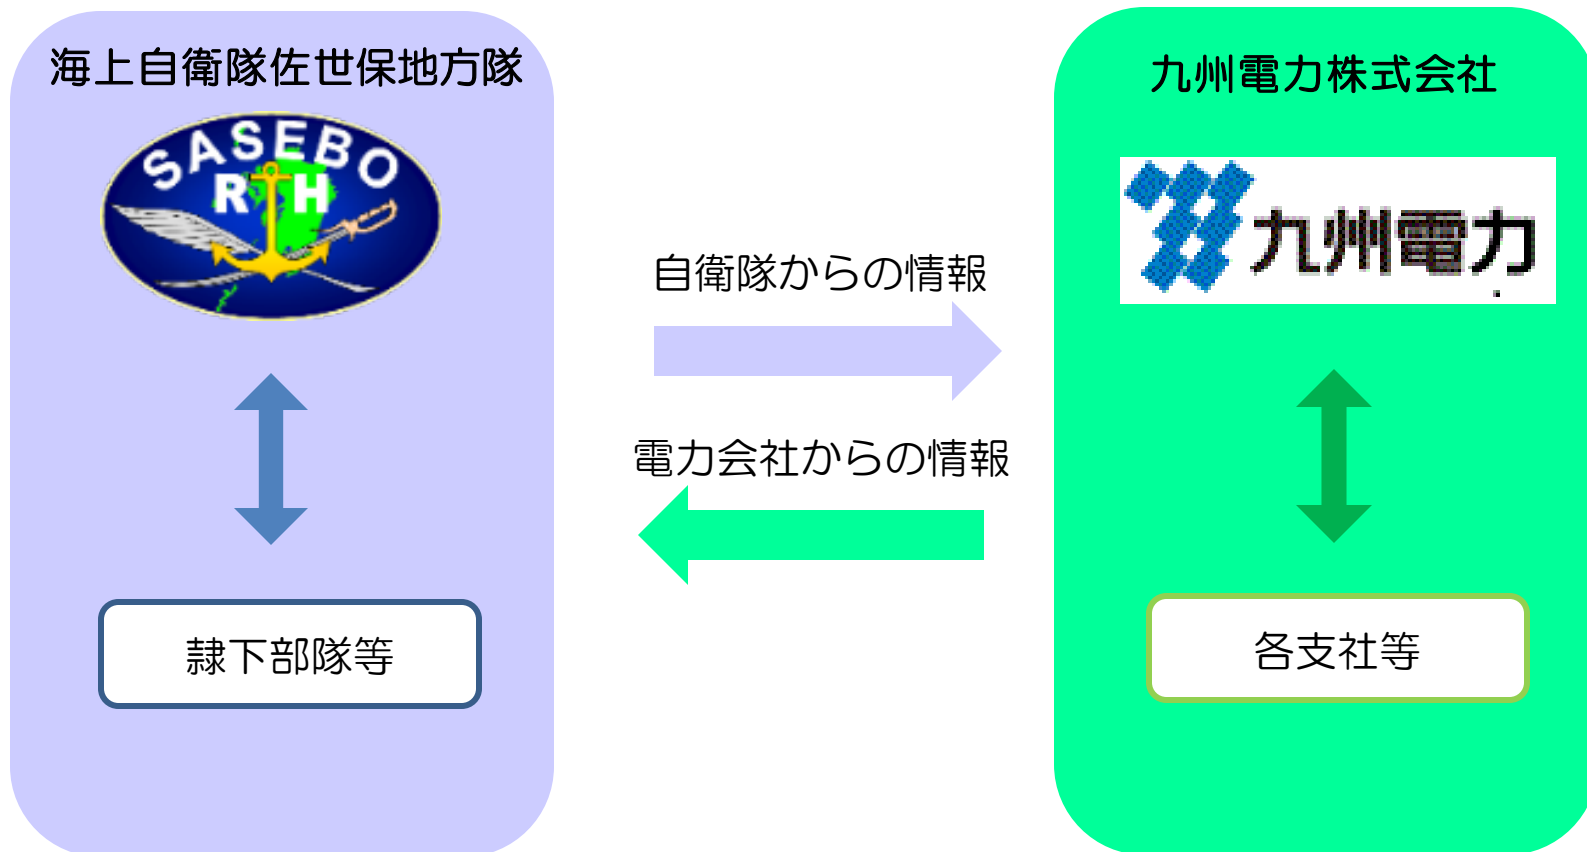 海上自衛隊佐世保地方隊
SASEBO
R H
自衛隊からの情報
電力会社からの情報
隷下部隊等
九州電力株式会社
九州電力
各支社等